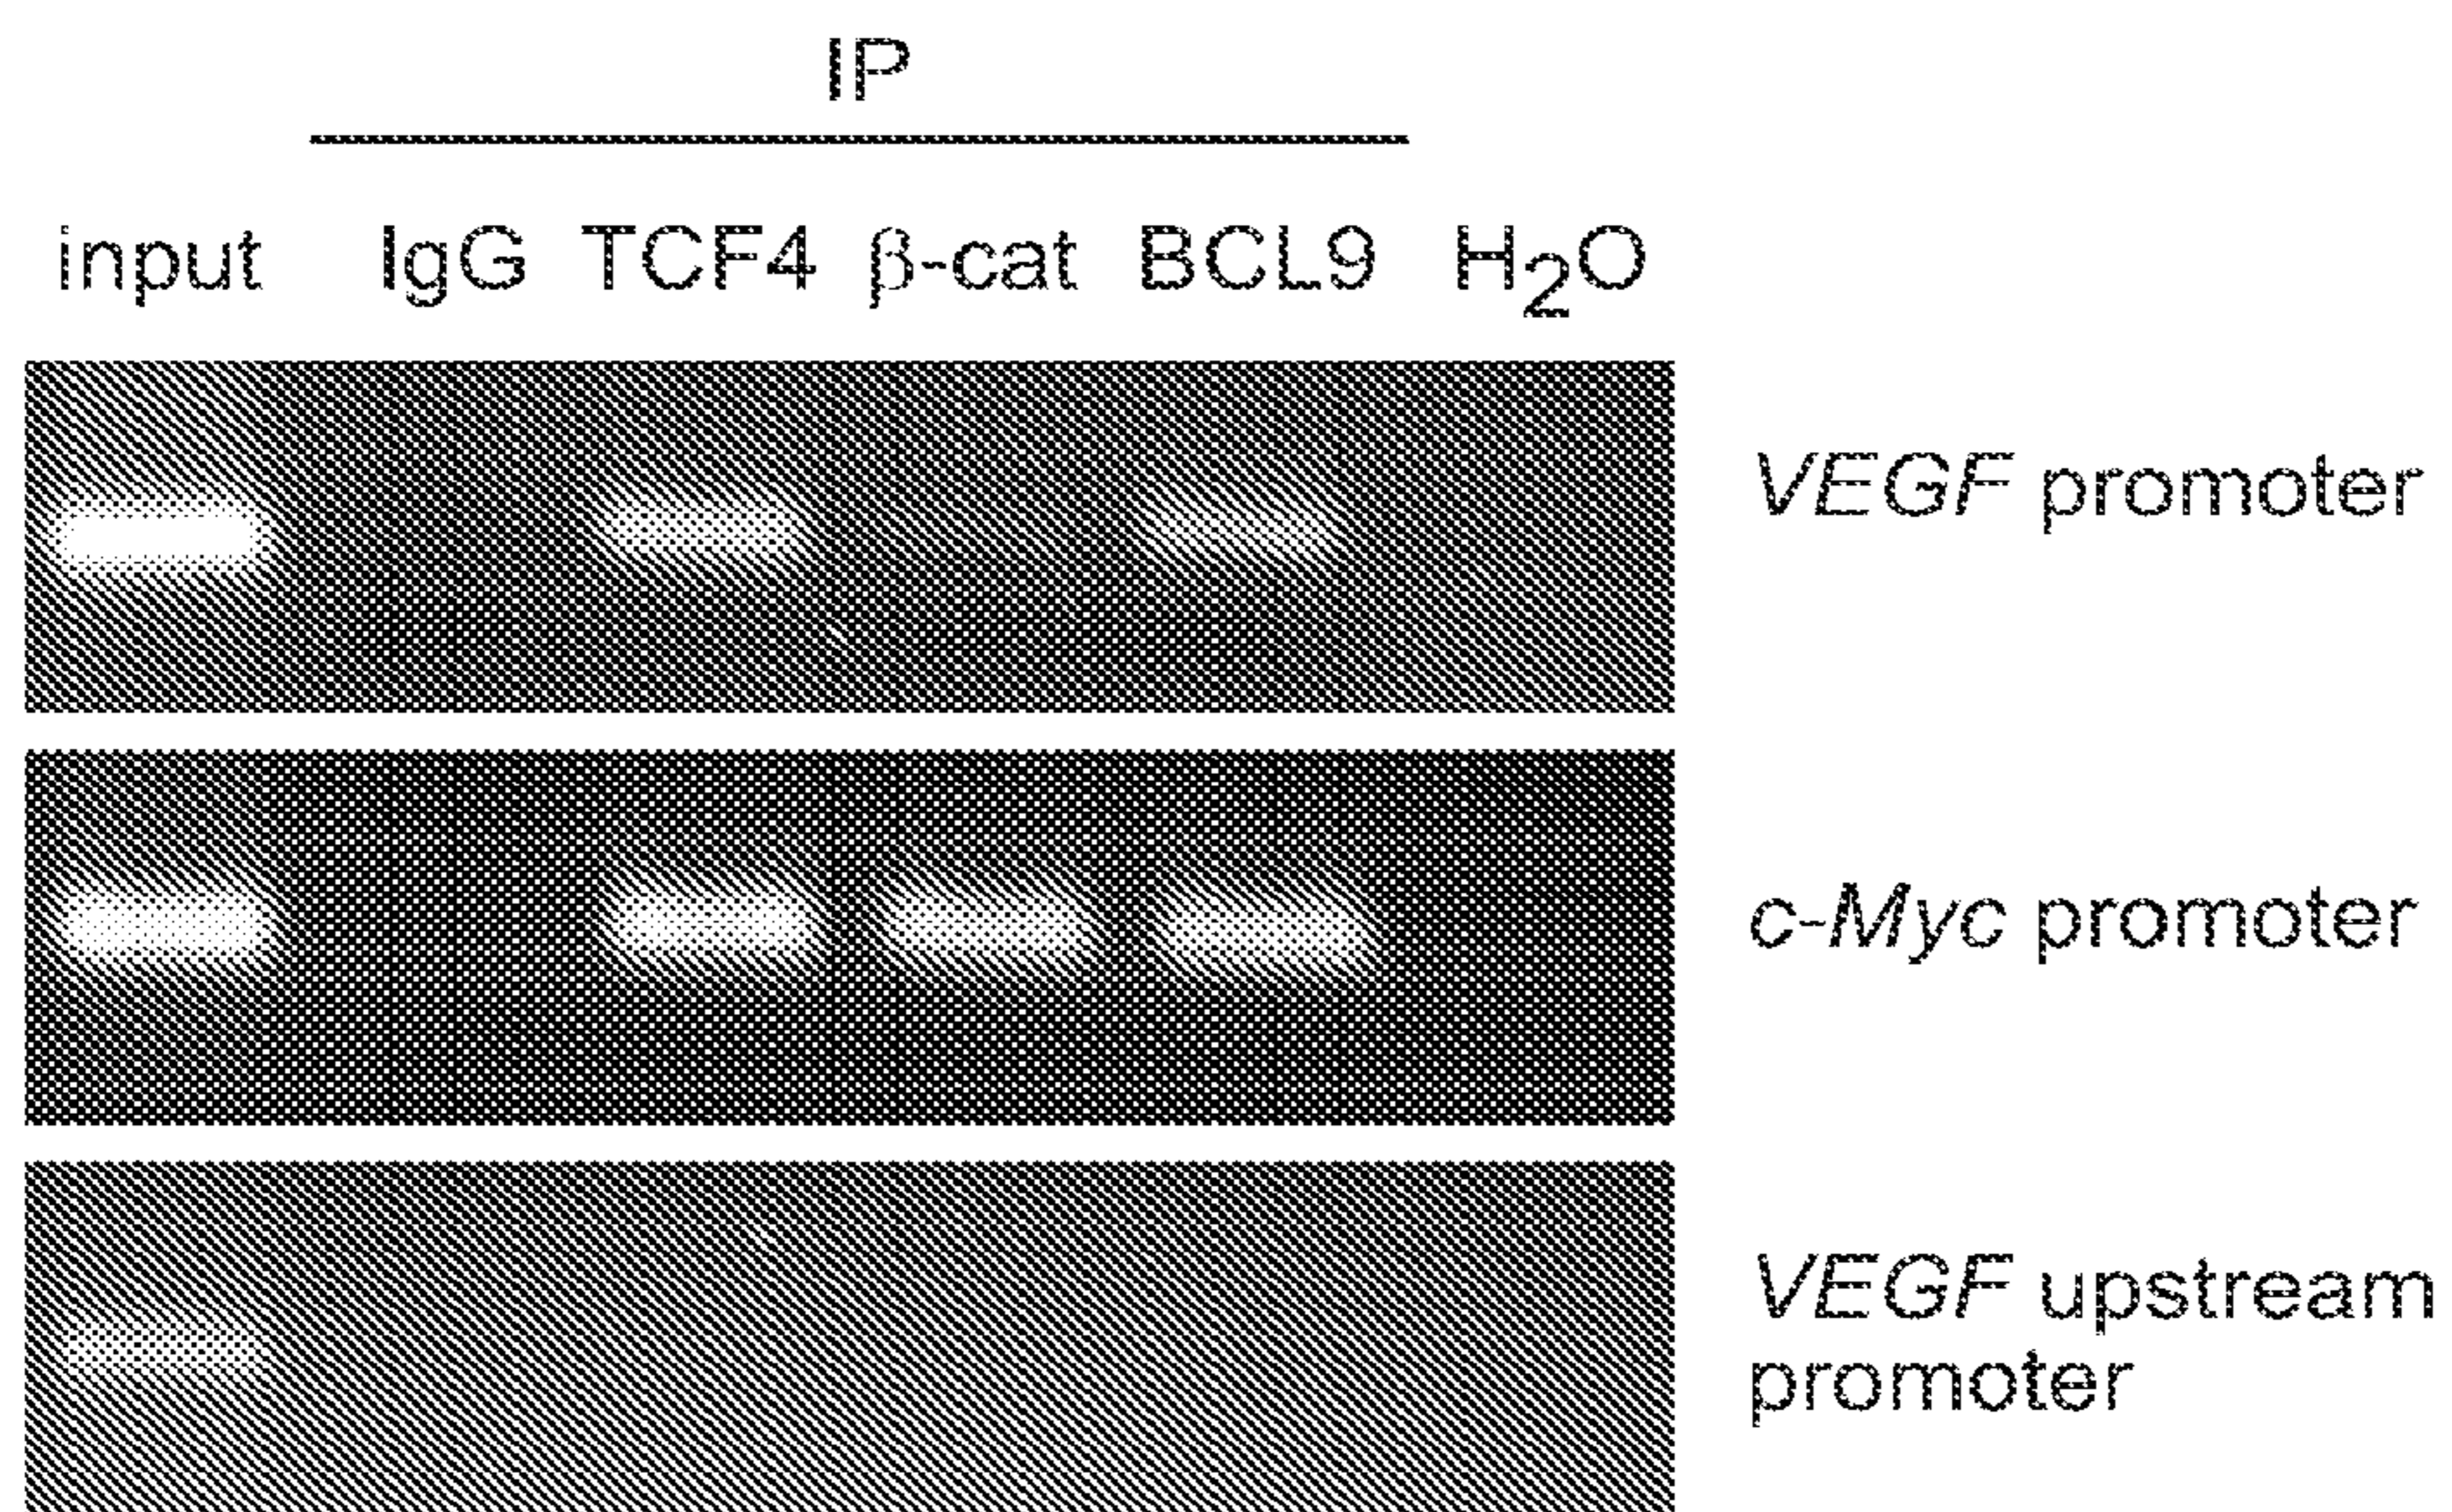 IP
input IgG TCF4 β-cat BCL9 H₂O
VEGF promoter
c-Myc promoter
VEGF upstream
promoter